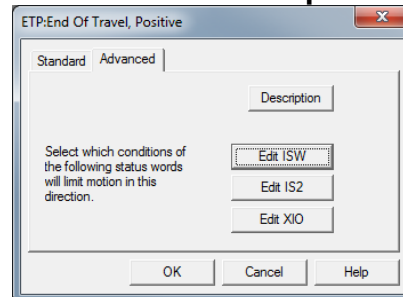 ETP:End Of Travel, Positive
Standard Advanced
Description
Select which conditions of
the following status words
will limit motion in this
direction.
Edit ISW
Edit IS2
Edit XIO
OK Cancel Help